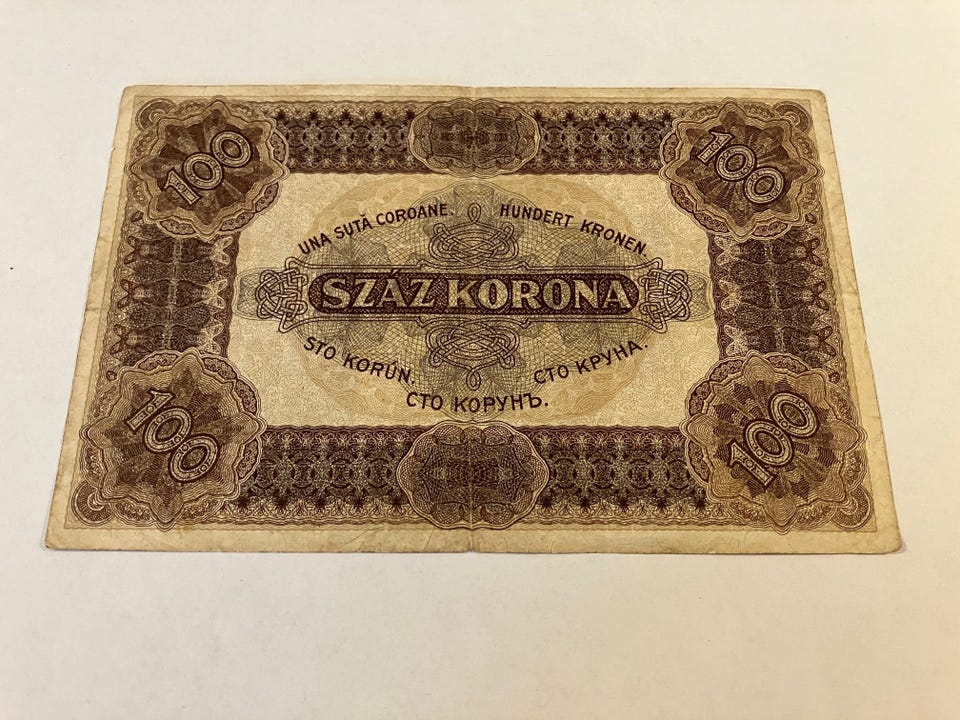 100
100
UNA SUTĂ COROANE.
HUNDERT KRONEN.
SZÁZ KORONA
STO KORÚN.
СТО КРУНА.
СТО КОРУНЪ.
100
100